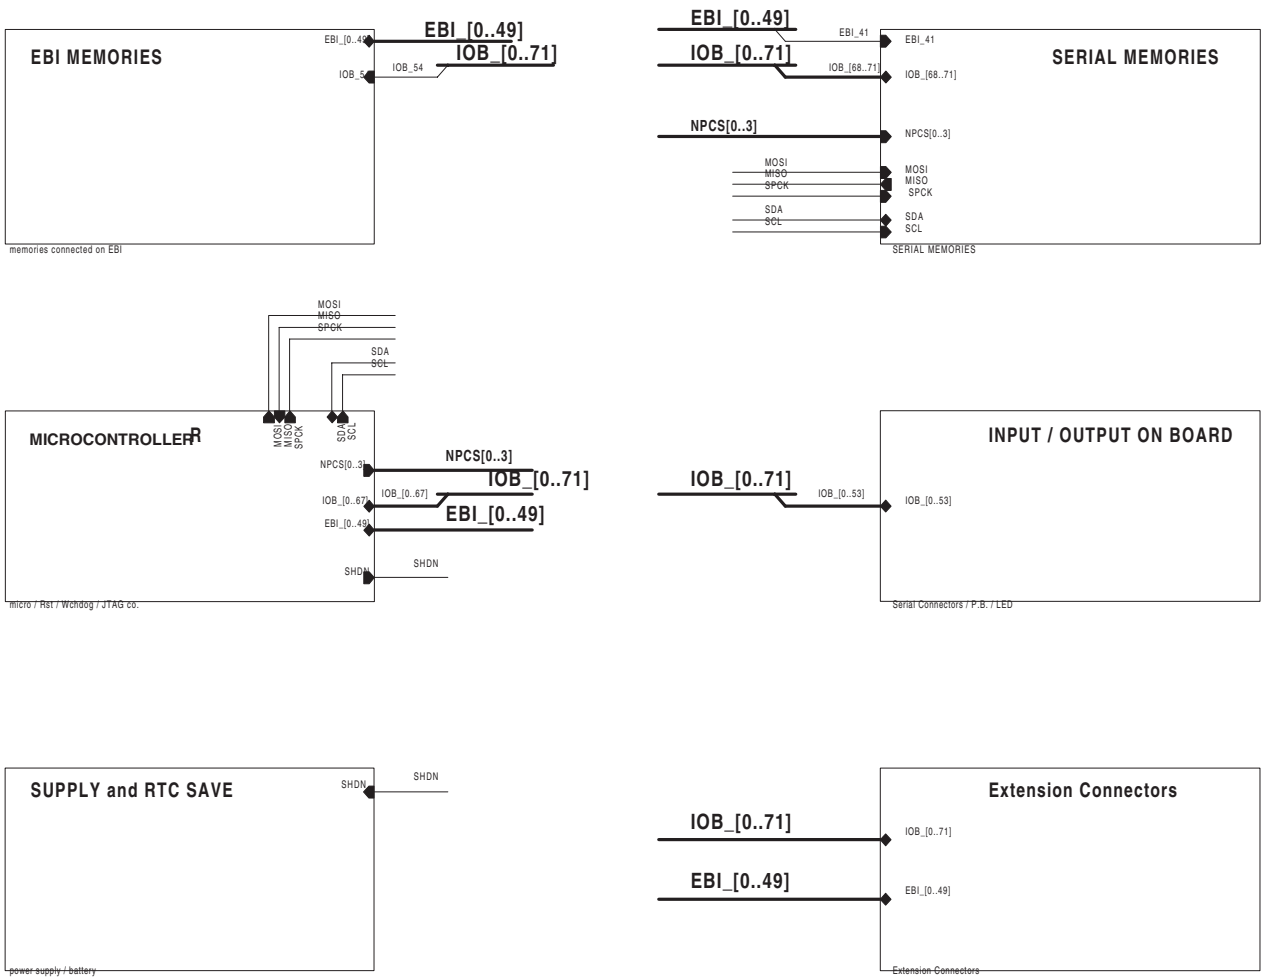 EBI MEMORIES
EBI_[0..49]
EBI_[0..49]
IOB_[0..71]
IOB_54
IOB_5
memories connected on EBI
EBI_[0..49]
EBI_41
EBI_41
SERIAL MEMORIES
IOB_[0..71]
IOB_[68..71]
IOB_[68..71]
NPCS[0..3]
NPCS[0..3]
MOSI
MISO
SPCK
SDA
SCL
MOSI
MISO
SPCK
SDA
SCL
SERIAL MEMORIES
MOSI
MISO
SPCK
SDA
SCL
MICROCONTROLLER
R
MOSI
MISO
SPCK
SDA
SCL
NPCS[0..3]
NPCS[0..3]
IOB_[0..71]
IOB_[0..67]
IOB_[0..67]
EBI_[0..49]
EBI_[0..49]
SHDN
SHDN
micro / Rst / Wchdog / JTAG co.
INPUT / OUTPUT ON BOARD
IOB_[0..71]
IOB_[0..53]
IOB_[0..53]
Serial Connectors / P.B. / LED
SUPPLY and RTC SAVE
SHDN
SHDN
power supply / battery
Extension Connectors
IOB_[0..71]
IOB_[0..71]
EBI_[0..49]
EBI_[0..49]
Extension Connectors